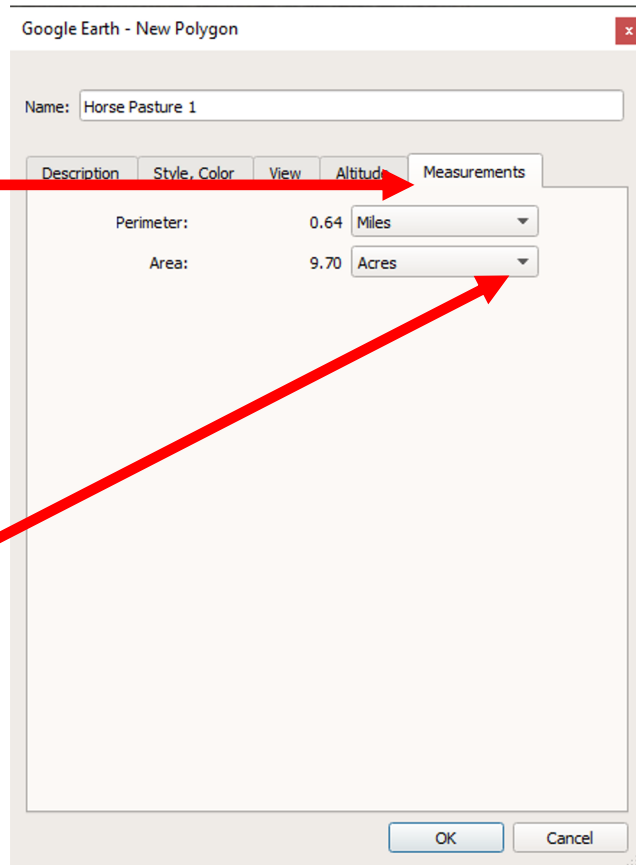 Google Earth - New Polygon
x
Name: Horse Pasture 1
Description Style, Color View Altitude Measurements
Perimeter: 0.64 Miles
Area: 9.70 Acres
OK Cancel